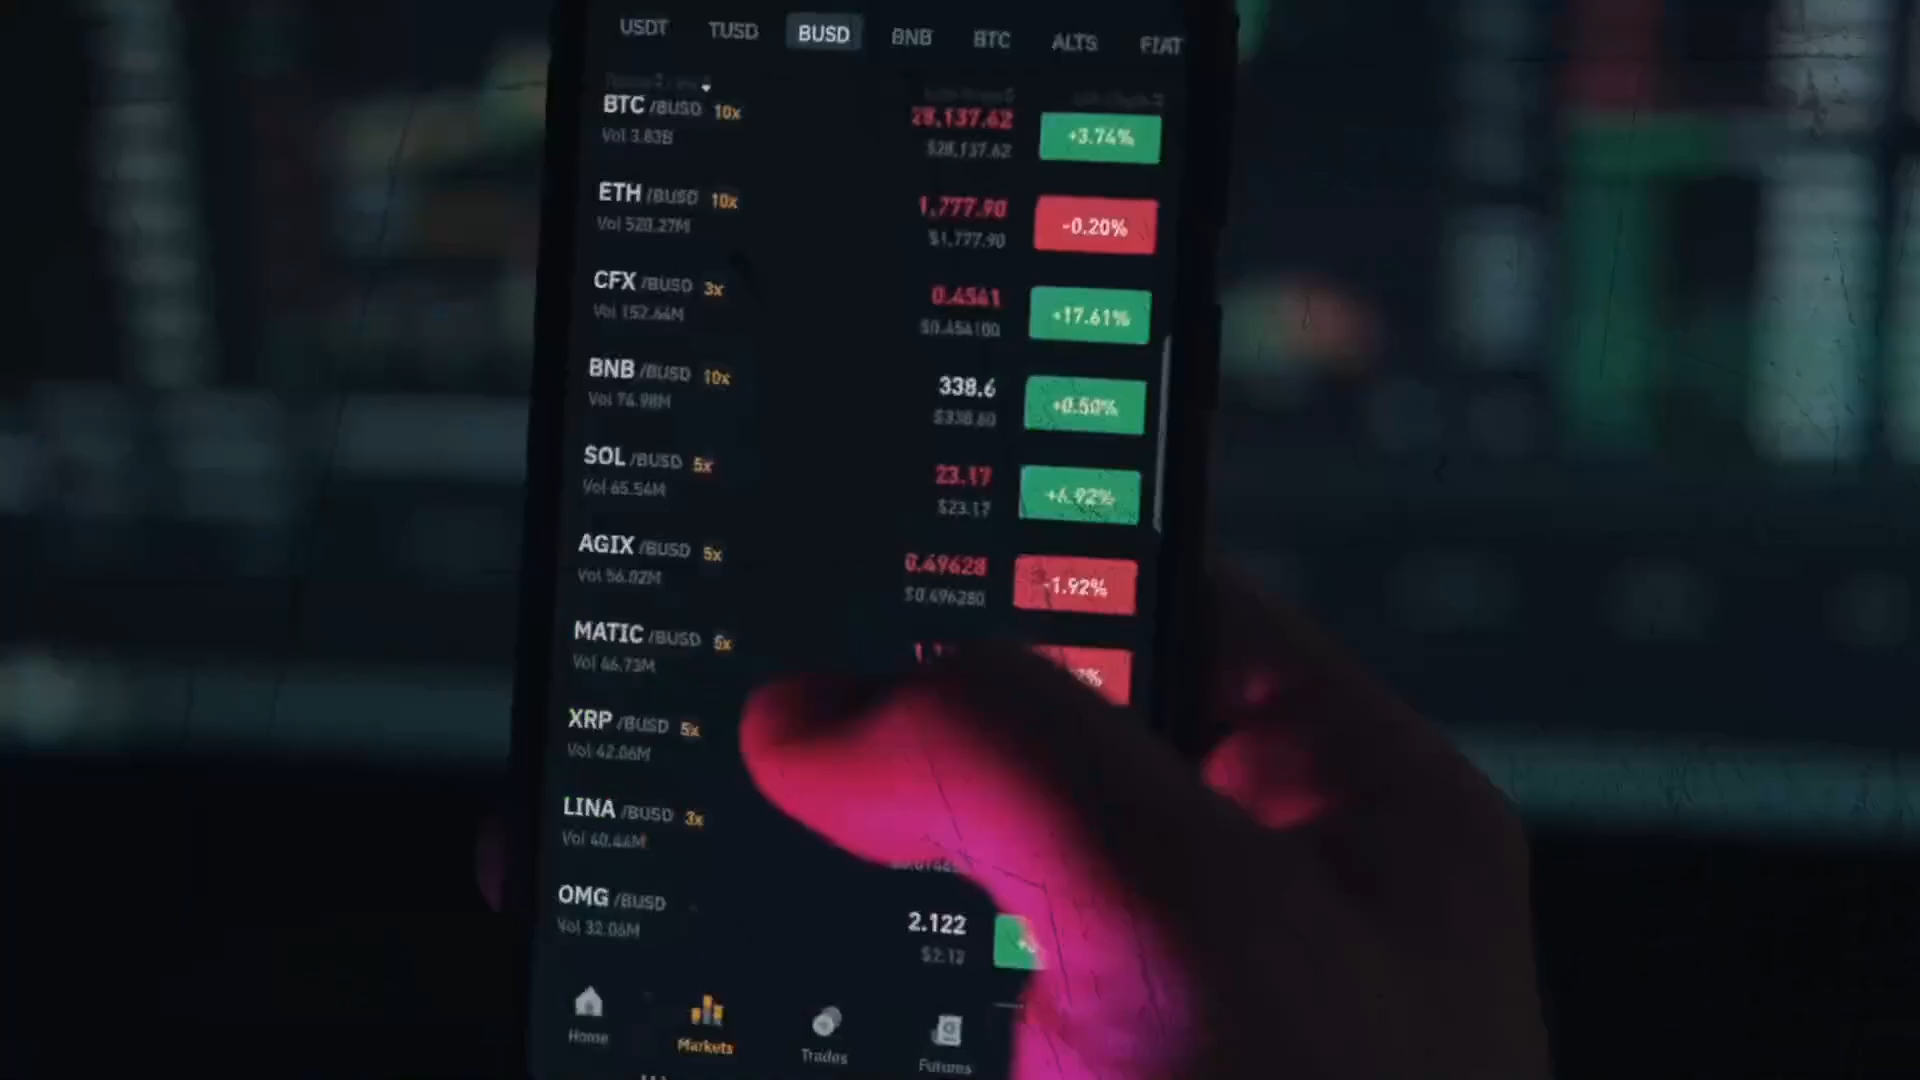 USDT TUSD BUSD BNB BTC ALTS FIAT
BTC /BUSD 10x 28,137.62 +3.74%
Vol 3.83B $28,137.62
ETH /BUSD 10x 1,777.90 -0.20%
Vol 520.27M $1,777.90
CFX /BUSD 3x 0.4541 +17.61%
Vol 152.64M $0.454100
BNB /BUSD 10x 338.6 +0.50%
Vol 74.98M $338.60
SOL /BUSD 5x 23.17 +4.92%
Vol 65.54M $23.17
AGIX /BUSD 5x 0.49628 -1.92%
Vol 56.02M $0.496280
MATIC /BUSD 5x
Vol 46.73M
XRP /BUSD 5x
Vol 42.06M
LINA /BUSD 3x
Vol 40.44M
OMG /BUSD 2.122
Vol 32.06M $2.12
Home Markets Trades Futures